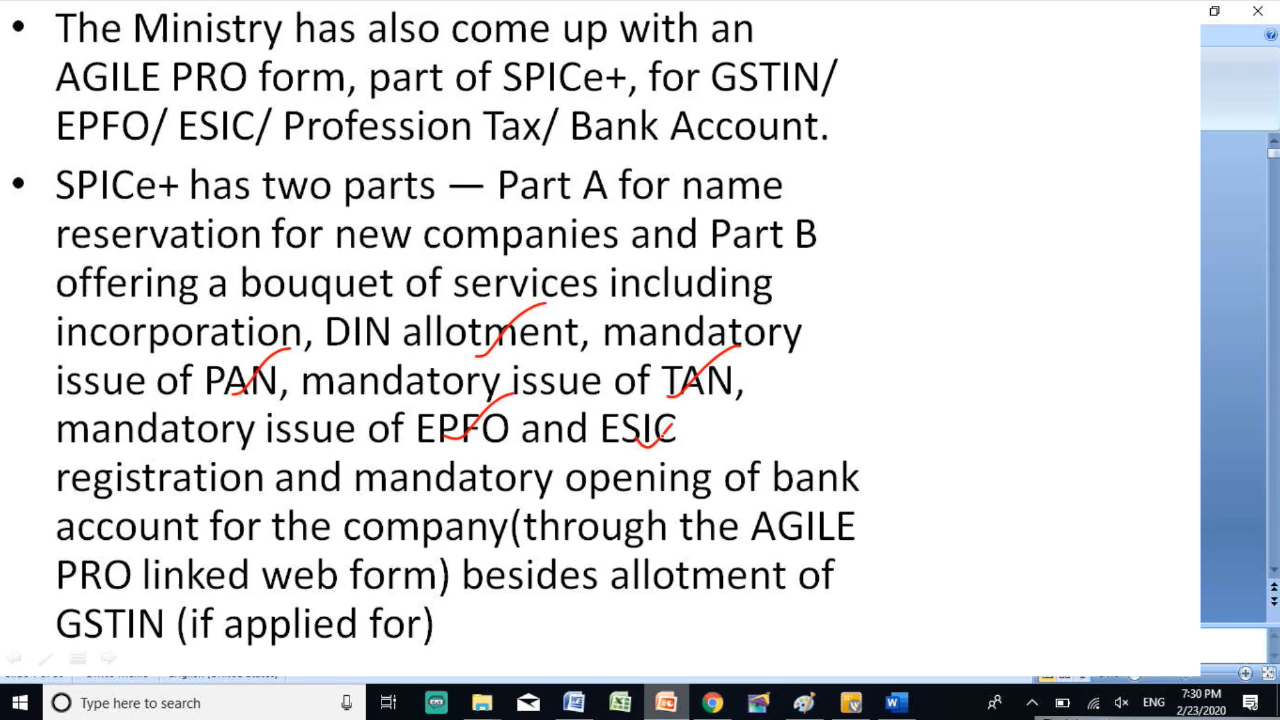 • The Ministry has also come up with an
AGILE PRO form, part of SPICe+, for GSTIN/
EPFO/ ESIC/ Profession Tax/ Bank Account.
• SPICe+ has two parts — Part A for name
reservation for new companies and Part B
offering a bouquet of services including
incorporation, DIN allotment, mandatory
issue of PAN, mandatory issue of TAN,
mandatory issue of EPFO and ESIC
registration and mandatory opening of bank
account for the company(through the AGILE
PRO linked web form) besides allotment of
GSTIN (if applied for)
Type here to search
ENG
7:30 PM
2/23/2020